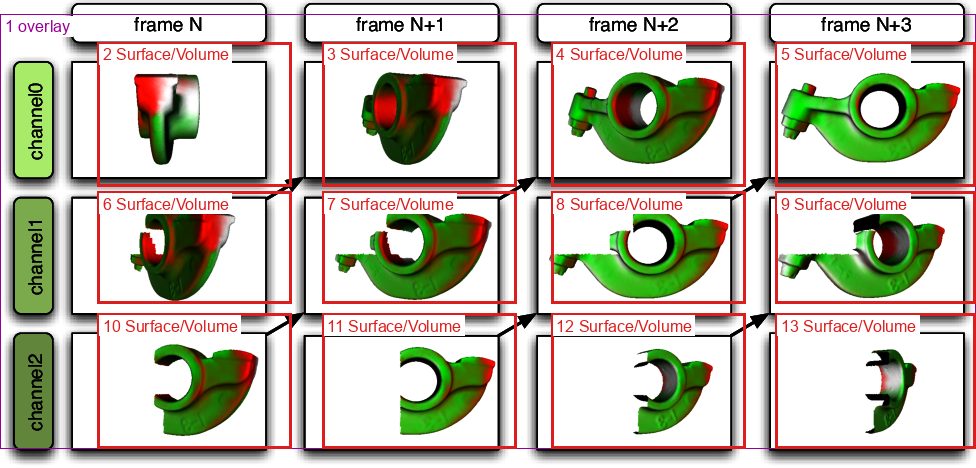 frame N
frame N+1
frame N+2
frame N+3
1 overlay
2 Surface/Volume
3 Surface/Volume
4 Surface/Volume
5 Surface/Volume
channel0
6 Surface/Volume
7 Surface/Volume
8 Surface/Volume
9 Surface/Volume
channel1
10 Surface/Volume
11 Surface/Volume
12 Surface/Volume
13 Surface/Volume
channel2